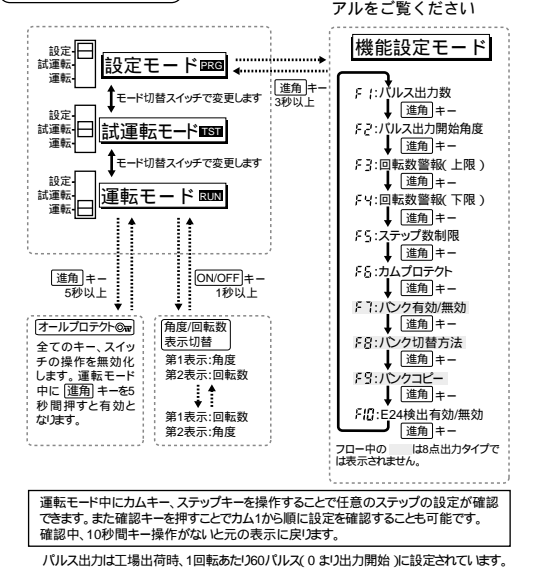 アルをご覧ください
設定
試運転
運転
設定モード PRG
モード切替スイッチで変更します
設定
試運転
運転
試運転モード TST
モード切替スイッチで変更します
設定
試運転
運転
運転モード RUN
進角 キー
3秒以上
進角 キー
5秒以上
ON/OFF キー
1秒以上
オールプロテクト
全てのキー、スイッ
チの操作を無効化
します。運転モード
中に 進角 キーを5
秒間押すと有効と
なります。
角度/回転数
表示切替
第1表示:角度
第2表示:回転数
第1表示:回転数
第2表示:角度
機能設定モード
F1:パルス出力数
進角 キー
F2:パルス出力開始角度
進角 キー
F3:回転数警報(上限)
進角 キー
F4:回転数警報(下限)
進角 キー
F5:ステップ数制限
進角 キー
F6:カムプロテクト
進角 キー
F7:バンク有効/無効
進角 キー
F8:バンク切替方法
進角 キー
F9:バンクコピー
進角 キー
F10:E24検出有効/無効
進角 キー
フロー中の　　は8点出力タイプで
は表示されません。
運転モード中にカムキー、ステップキーを操作することで任意のステップの設定が確認
できます。また確認キーを押すことでカム1から順に設定を確認することも可能です。
確認中、10秒間キー操作がないと元の表示に戻ります。
パルス出力は工場出荷時、1回転あたり60パルス(0 より出力開始)に設定されています。